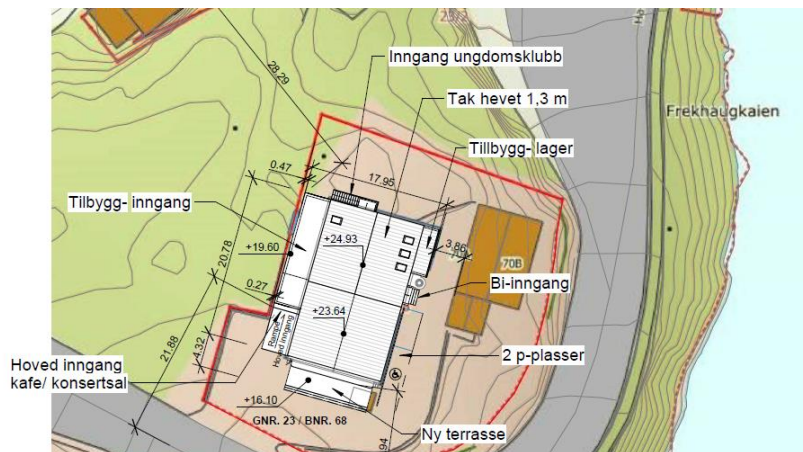 Inngang ungdomsklubb
28.29
Tak hevet 1,3 m
Frekhaugkaien
Tillbygg- lager
0.47
17.95
Tilbygg- inngang
+24.93
3.86
+19.60
20.78
70B
Bi-inngang
0.27
+23.64
Rampe
Hoved inngang
21.88
4.32
2 p-plasser
Hoved inngang
kafe/ konsertsal
+16.10
GNR. 23 / BNR. 68
Ny terrasse
94